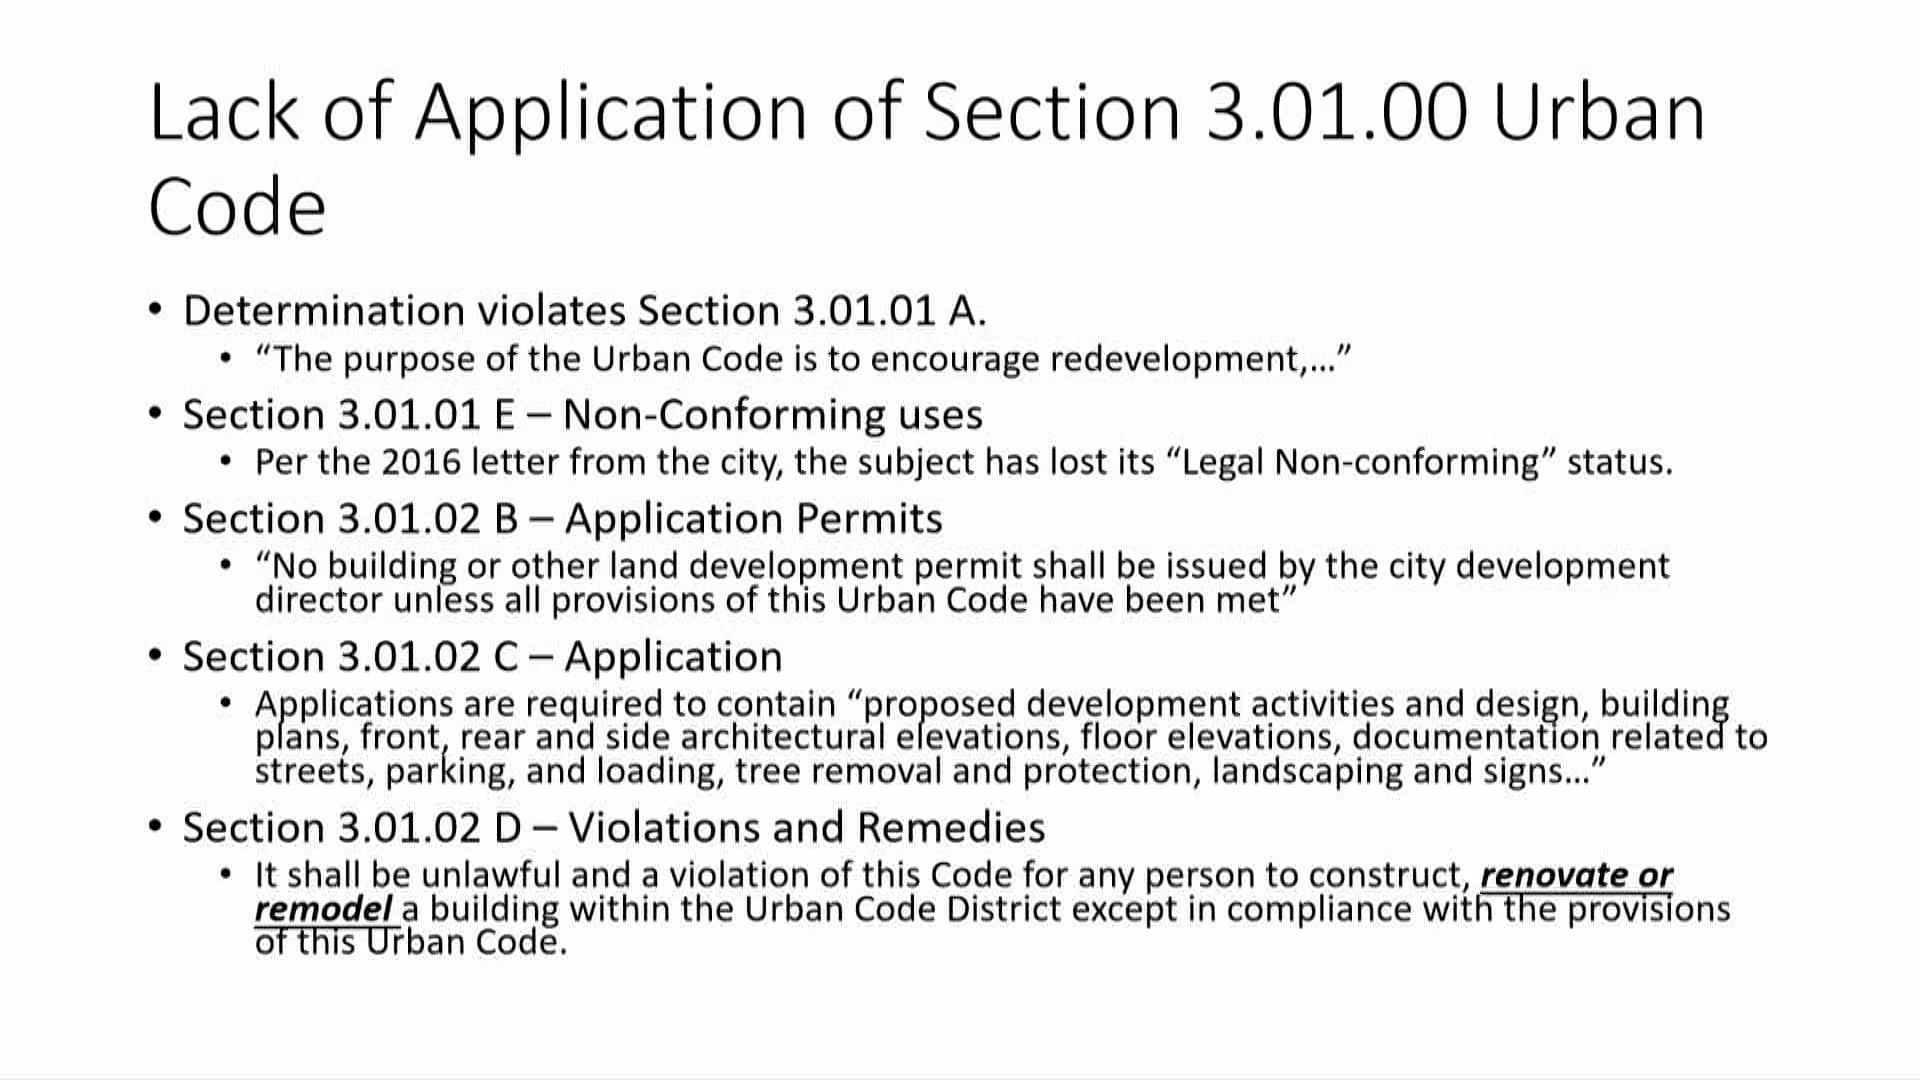 Lack of Application of Section 3.01.00 Urban
Code
• Determination violates Section 3.01.01 A.
• “The purpose of the Urban Code is to encourage redevelopment,...”
• Section 3.01.01 E – Non-Conforming uses
• Per the 2016 letter from the city, the subject has lost its “Legal Non-conforming” status.
• Section 3.01.02 B – Application Permits
• “No building or other land development permit shall be issued by the city development
director unless all provisions of this Urban Code have been met”
• Section 3.01.02 C – Application
• Applications are required to contain “proposed development activities and design, building
plans, front, rear and side architectural elevations, floor elevations, documentation related to
streets, parking, and loading, tree removal and protection, landscaping and signs...”
• Section 3.01.02 D – Violations and Remedies
• It shall be unlawful and a violation of this Code for any person to construct, renovate or
remodel a building within the Urban Code District except in compliance with the provisions
of this Urban Code.